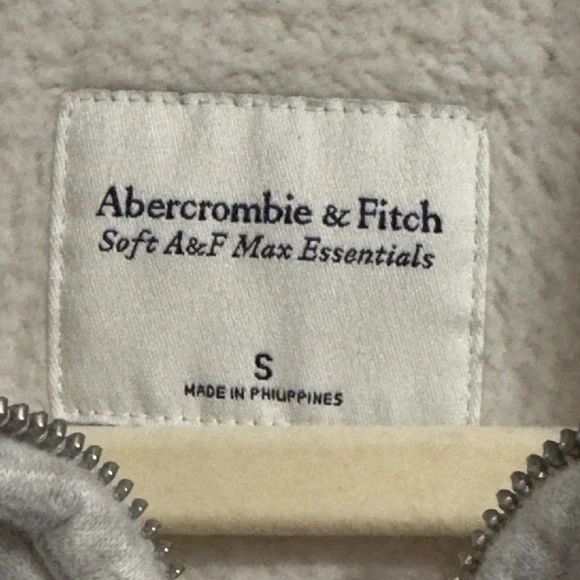 Abercrombie & Fitch
Soft A&F Max Essentials
S
MADE IN PHILIPPINES